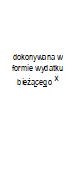 dokonywana w
formie wydatku
bieżącego X